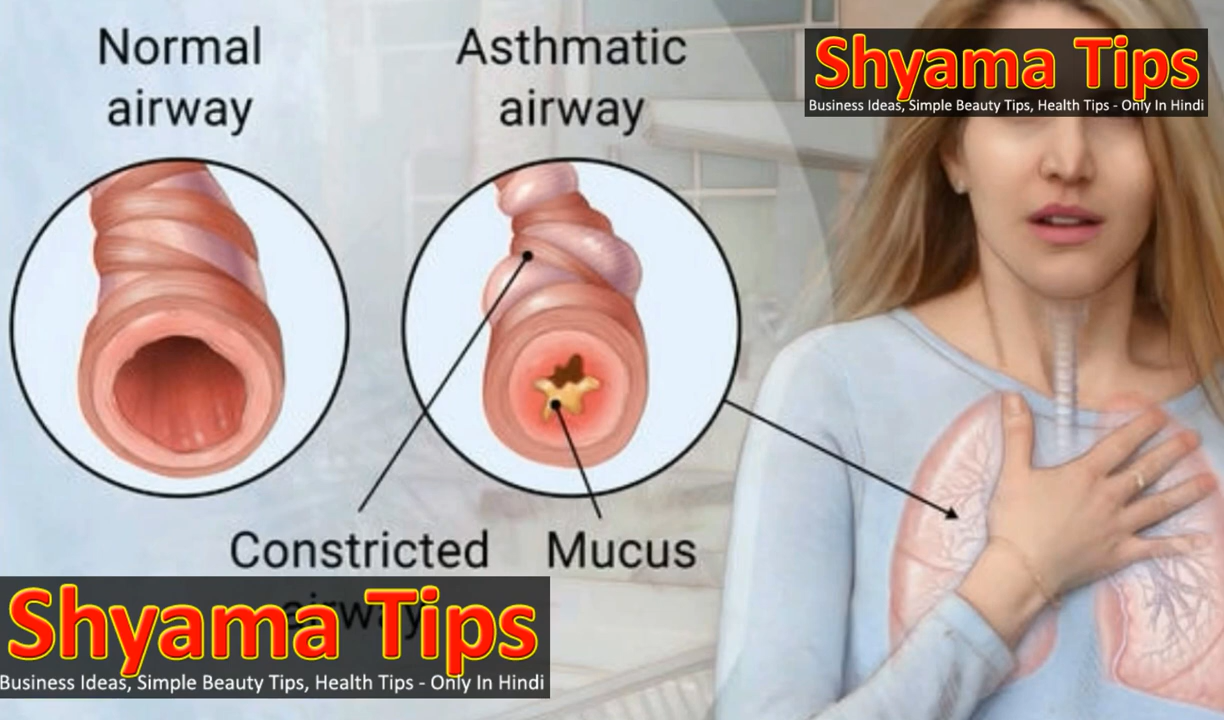 Normal
airway
Asthmatic
airway
Shyama Tips
Business Ideas, Simple Beauty Tips, Health Tips - Only In Hindi
Constricted
airway
Mucus
Shyama Tips
Business Ideas, Simple Beauty Tips, Health Tips - Only In Hindi